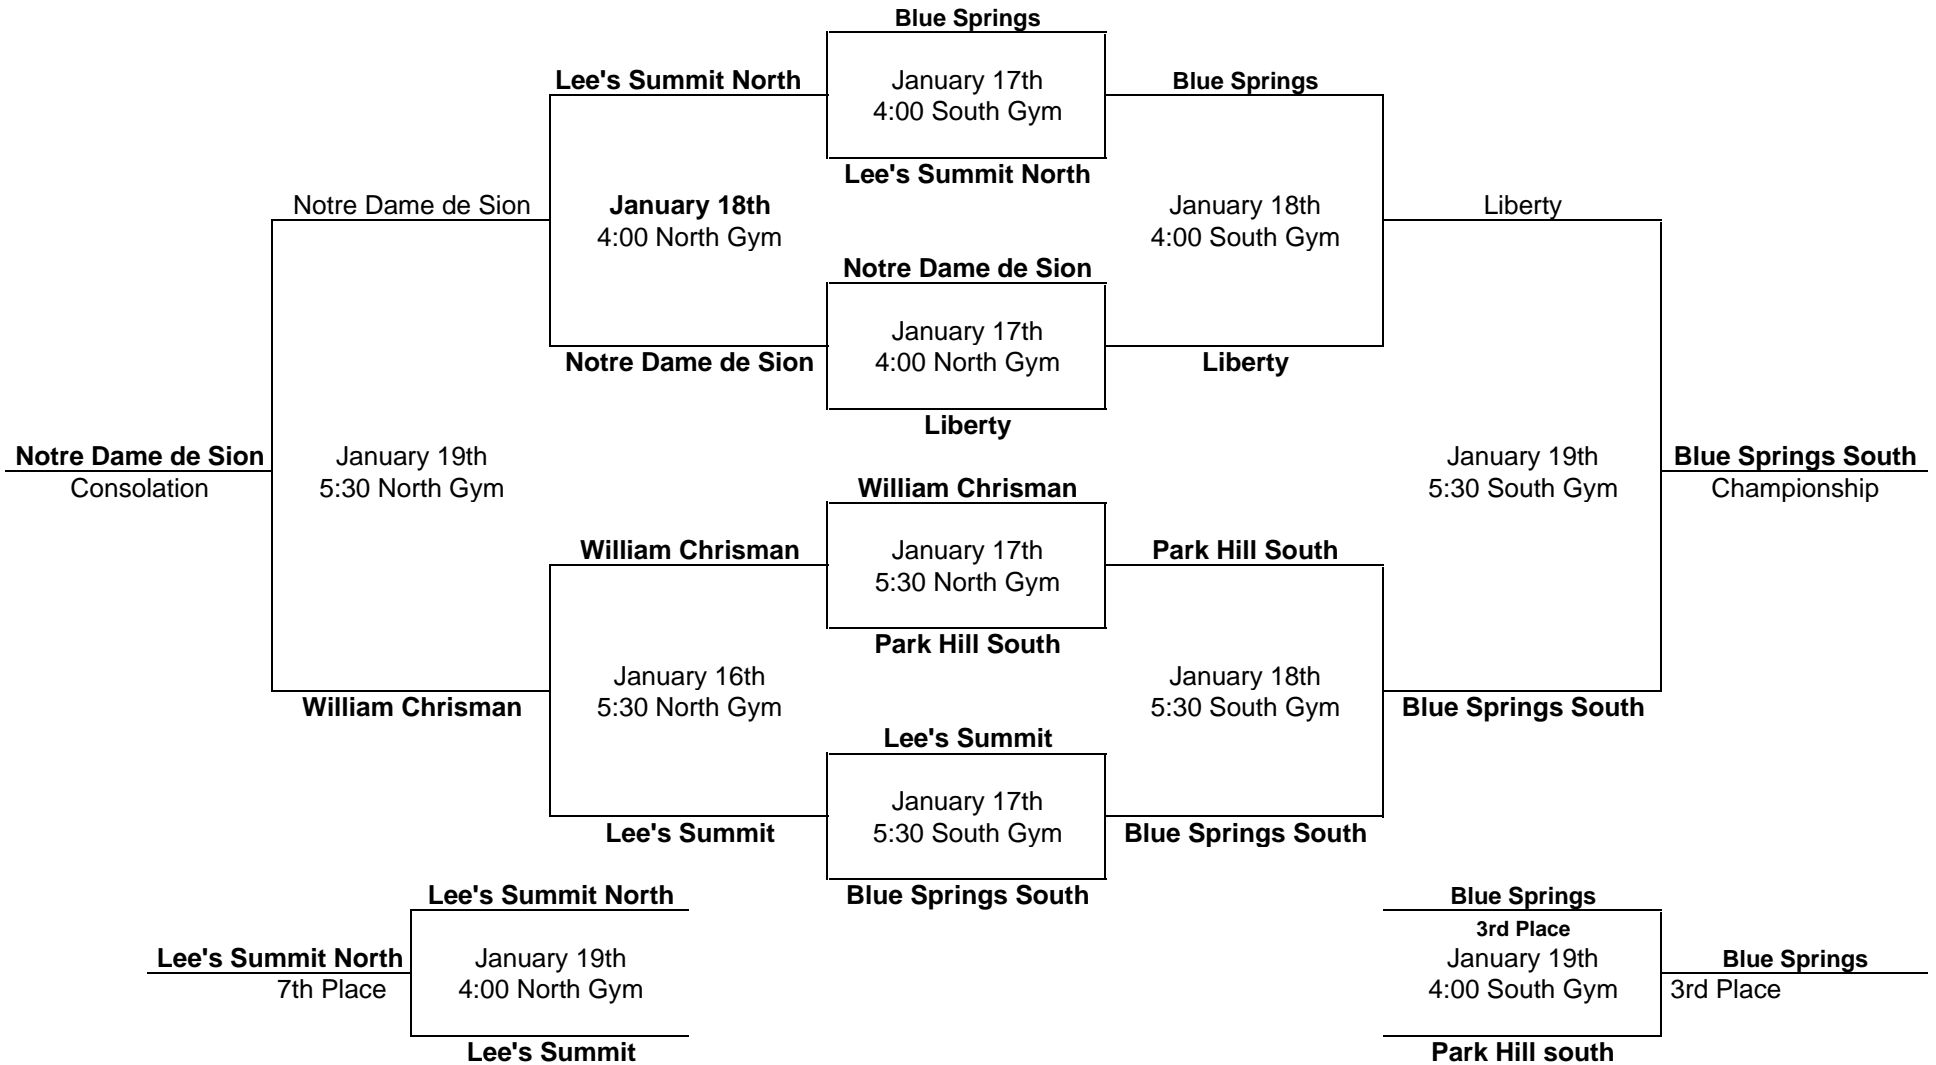 Blue Springs
Lee's Summit North
January 17th
Blue Springs
4:00 South Gym
Lee's Summit North
Notre Dame de Sion
January 18th
January 18th
Liberty
4:00 North Gym
4:00 South Gym
Notre Dame de Sion
January 17th
Notre Dame de Sion
4:00 North Gym
Liberty
Liberty
Notre Dame de Sion
January 19th
January 19th
Blue Springs South
Consolation
5:30 North Gym
William Chrisman
5:30 South Gym
Championship
William Chrisman
January 17th
Park Hill South
5:30 North Gym
Park Hill South
January 16th
January 18th
William Chrisman
5:30 North Gym
5:30 South Gym
Blue Springs South
Lee's Summit
January 17th
Lee's Summit
5:30 South Gym
Blue Springs South
Lee's Summit North
Blue Springs South
Blue Springs
3rd Place
Lee's Summit North
January 19th
January 19th
Blue Springs
7th Place
4:00 North Gym
4:00 South Gym
3rd Place
Lee's Summit
Park Hill south